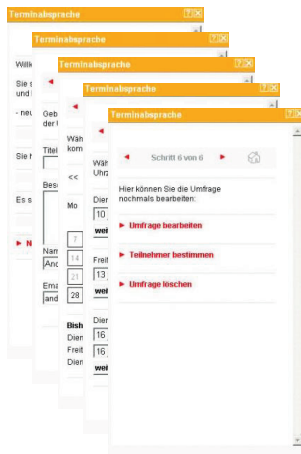 Terminabsprache
Willk
Sie s
und
- neu
Sie h
Es s
Terminabsprache
Geb
der
Titel
Bes
Nam
Anc
Ema
and
Terminabsprache
Wäh
kom
<<
Mo
7
14
21
28
Bish
Dien
Freit
Dien
Terminabsprache
Wäh
Uhrz
Dien
10
wei
Freit
13
wei
Dien
16
16
wei
Terminabsprache
Schritt 6 von 6
Hier können Sie die Umfrage
nochmals bearbeiten:
Umfrage bearbeiten
Teilnehmer bestimmen
Umfrage löschen